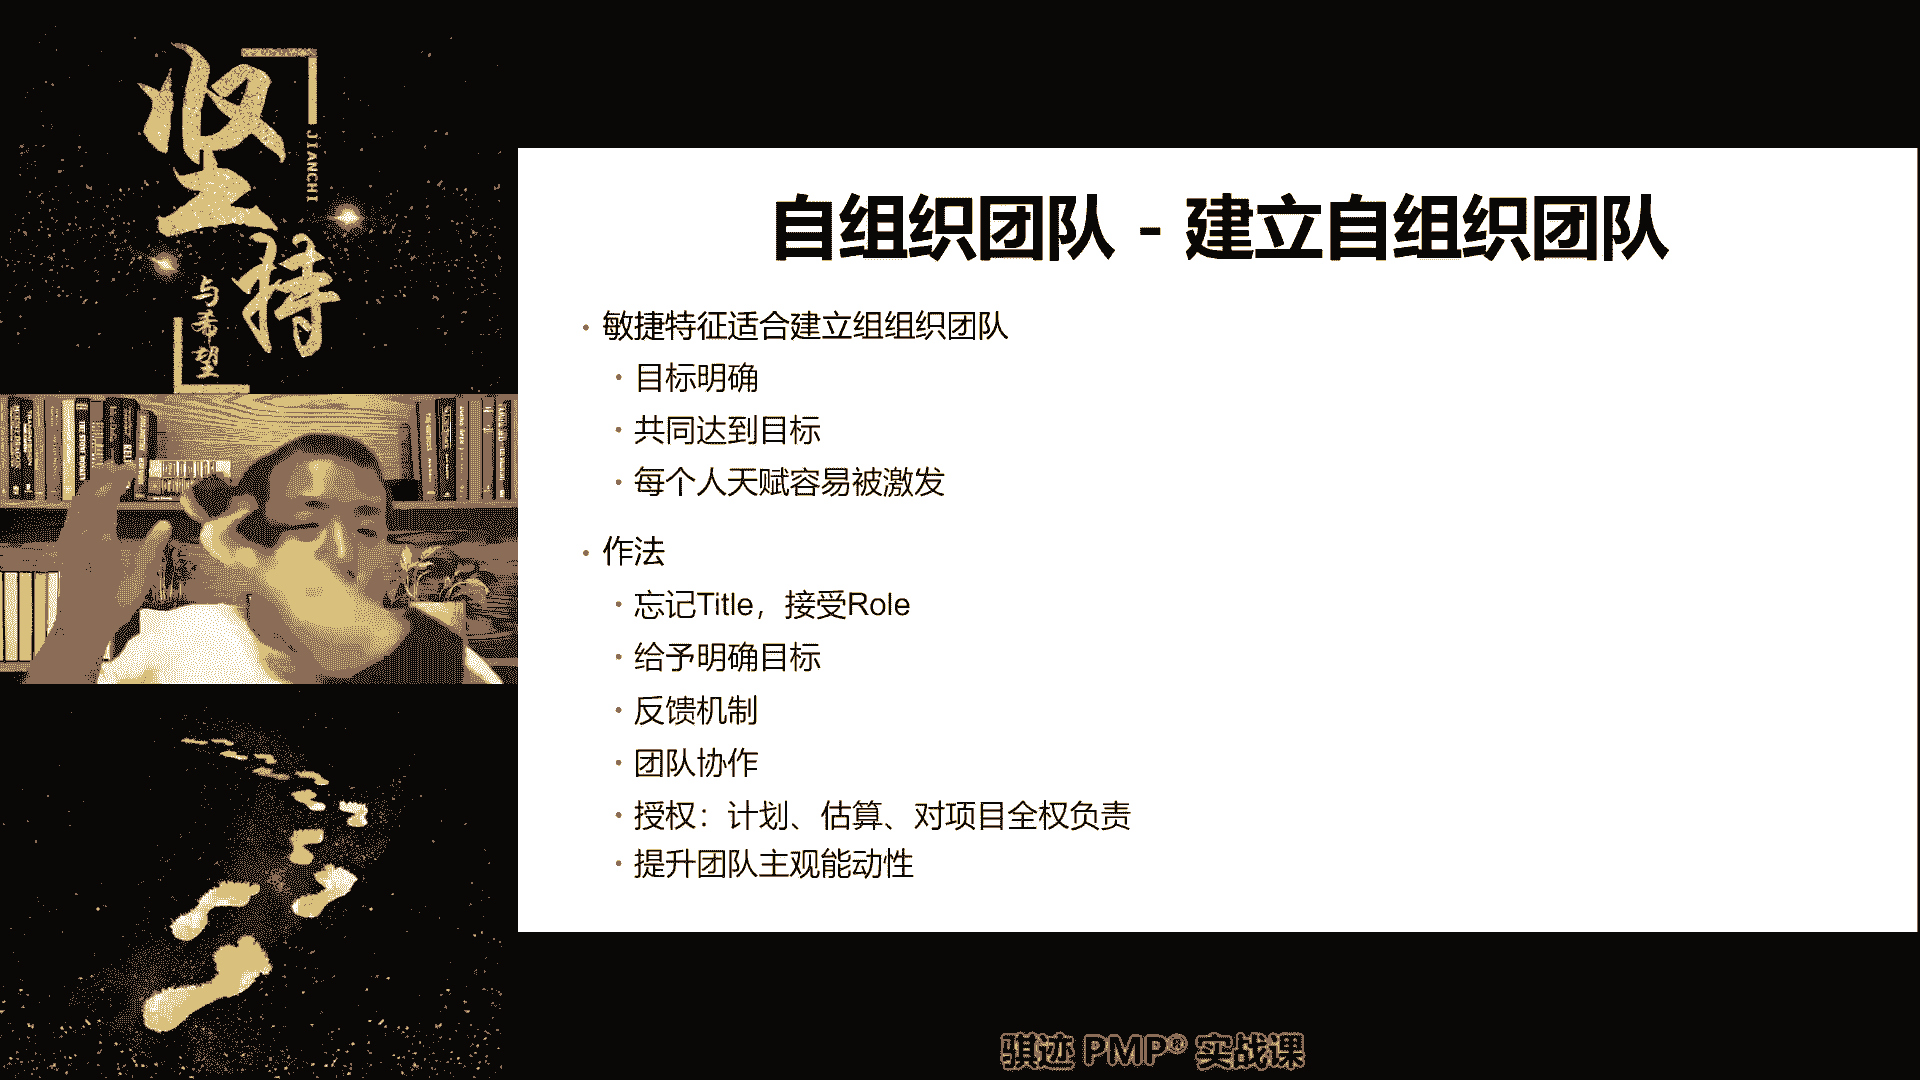 坚持
JIANCHI
与希望
自组织团队 - 建立自组织团队
• 敏捷特征适合建立组组织团队
• 目标明确
• 共同达到目标
• 每个人天赋容易被激发
• 作法
• 忘记Title，接受Role
• 给予明确目标
• 反馈机制
• 团队协作
• 授权：计划、估算、对项目全权负责
• 提升团队主观能动性
骐迹 PMP® 实战课